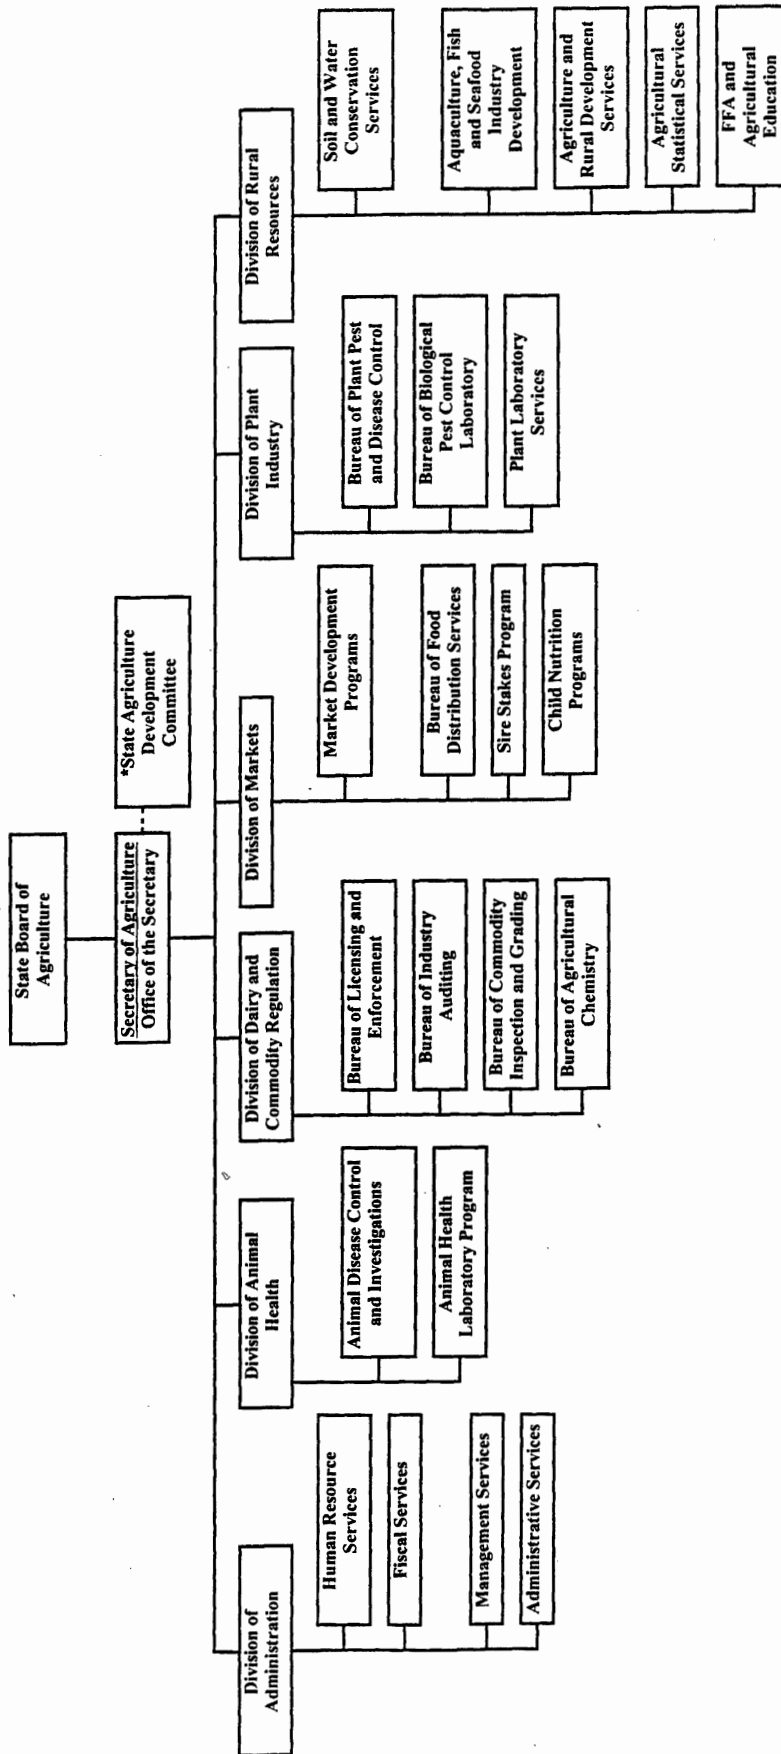 State Board of
Agriculture
Secretary of Agriculture
Office of the Secretary
*State Agriculture
Development
Committee
Division of
Administration
Human Resource
Services
Fiscal Services
Management Services
Administrative Services
Division of Animal
Health
Animal Disease Control
and Investigations
Animal Health
Laboratory Program
Division of Dairy and
Commodity Regulation
Bureau of Licensing and
Enforcement
Bureau of Industry
Auditing
Bureau of Commodity
Inspection and Grading
Bureau of Agricultural
Chemistry
Division of Markets
Market Development
Programs
Bureau of Food
Distribution Services
Sire Stakes Program
Child Nutrition
Programs
Division of Plant
Industry
Bureau of Plant Pest
and Disease Control
Bureau of Biological
Pest Control
Laboratory
Plant Laboratory
Services
Division of Rural
Resources
Soil and Water
Conservation
Services
Aquaculture, Fish
and Seafood
Industry
Development
Agriculture and
Rural Development
Services
Agricultural
Statistical Services
FFA and
Agricultural
Education